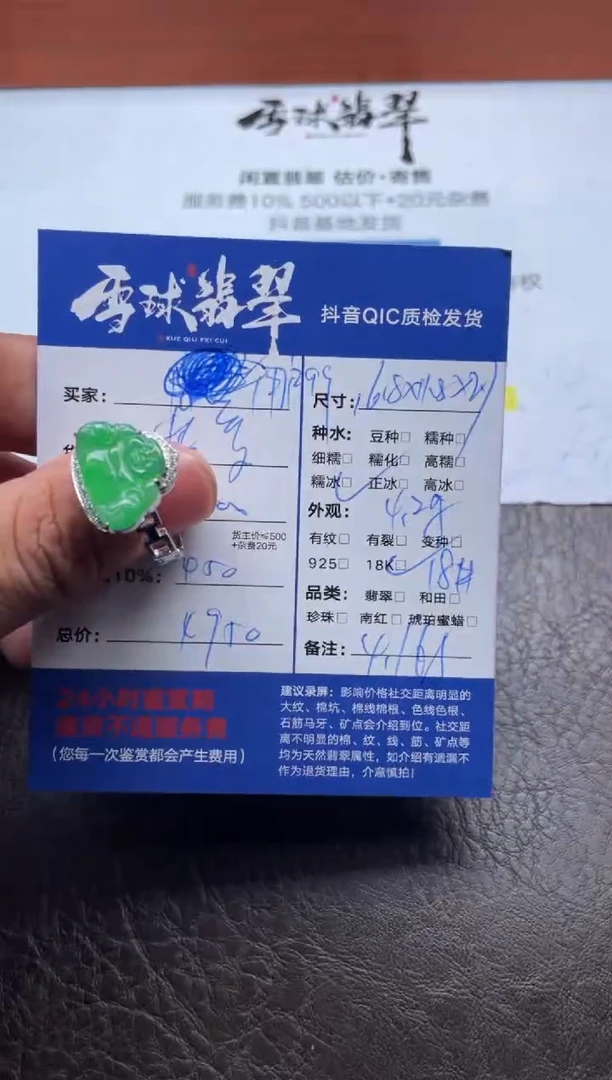 雪球翡翠
闲置翡翠 估价·寄售
服务费10% 500以下+20元杂费
抖音基地发货
雪球翡翠
XUE QIU FEI CUI
抖音QIC质检发货
买家：
货主价≤500
+杂费20元
10%： 450
总价：
24小时鉴赏期
（您每一次鉴赏都会产生费用）
尺寸：
种水： 豆种□ 糯种□
细糯□ 糯化□ 高糯□
糯冰□ 正冰□ 高冰□
外观： 4.2g
有纹□ 有裂□ 变种□
925□ 18K□ 18#
品类： 翡翠□ 和田□
珍珠□ 南红□ 琥珀蜜蜡□
备注：
建议录屏：影响价格社交距离明显的
大纹、棉坑、棉线棉根、色线色根、
石筋马牙、矿点会介绍到位。社交距
离不明显的棉、纹、线、筋、矿点等
均为天然翡翠属性，如介绍有遗漏不
作为退货理由，介意慎拍！